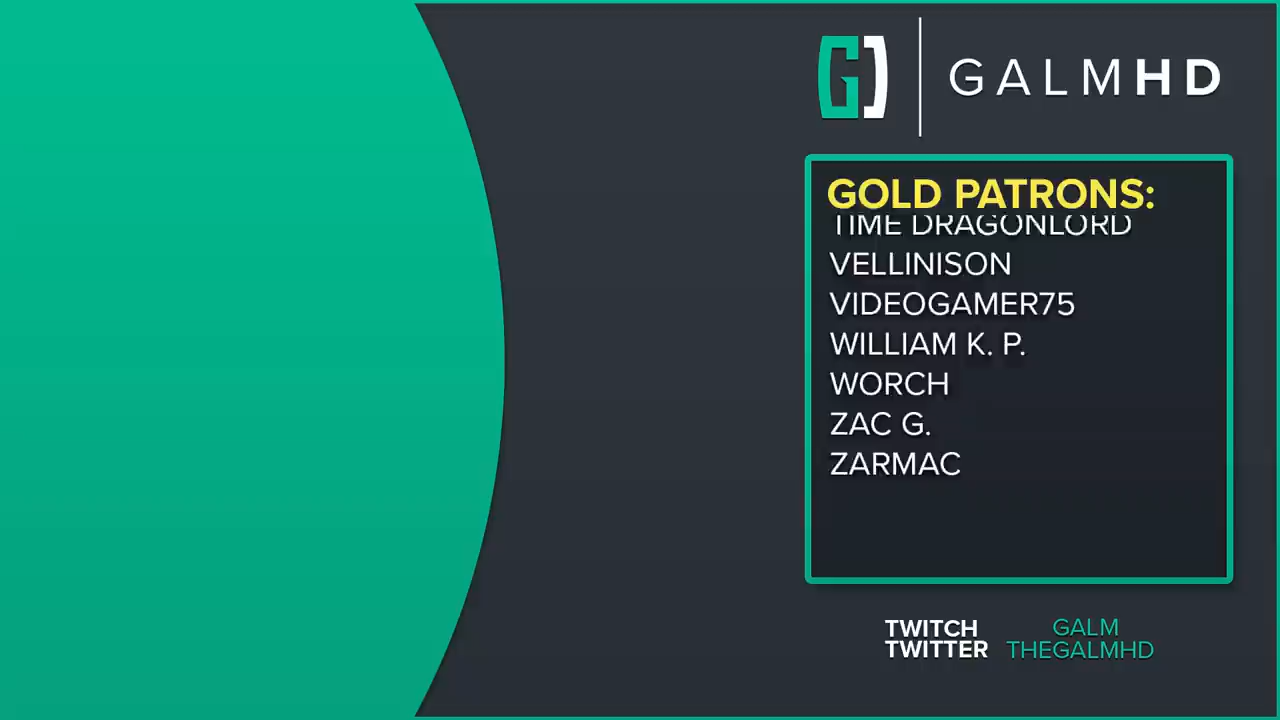 GALMHD
GOLD PATRONS:
TIME DRAGONLORD
VELLINISON
VIDEOGAMER75
WILLIAM K. P.
WORCH
ZAC G.
ZARMAC
TWITCH GALM
TWITTER THEGALMHD